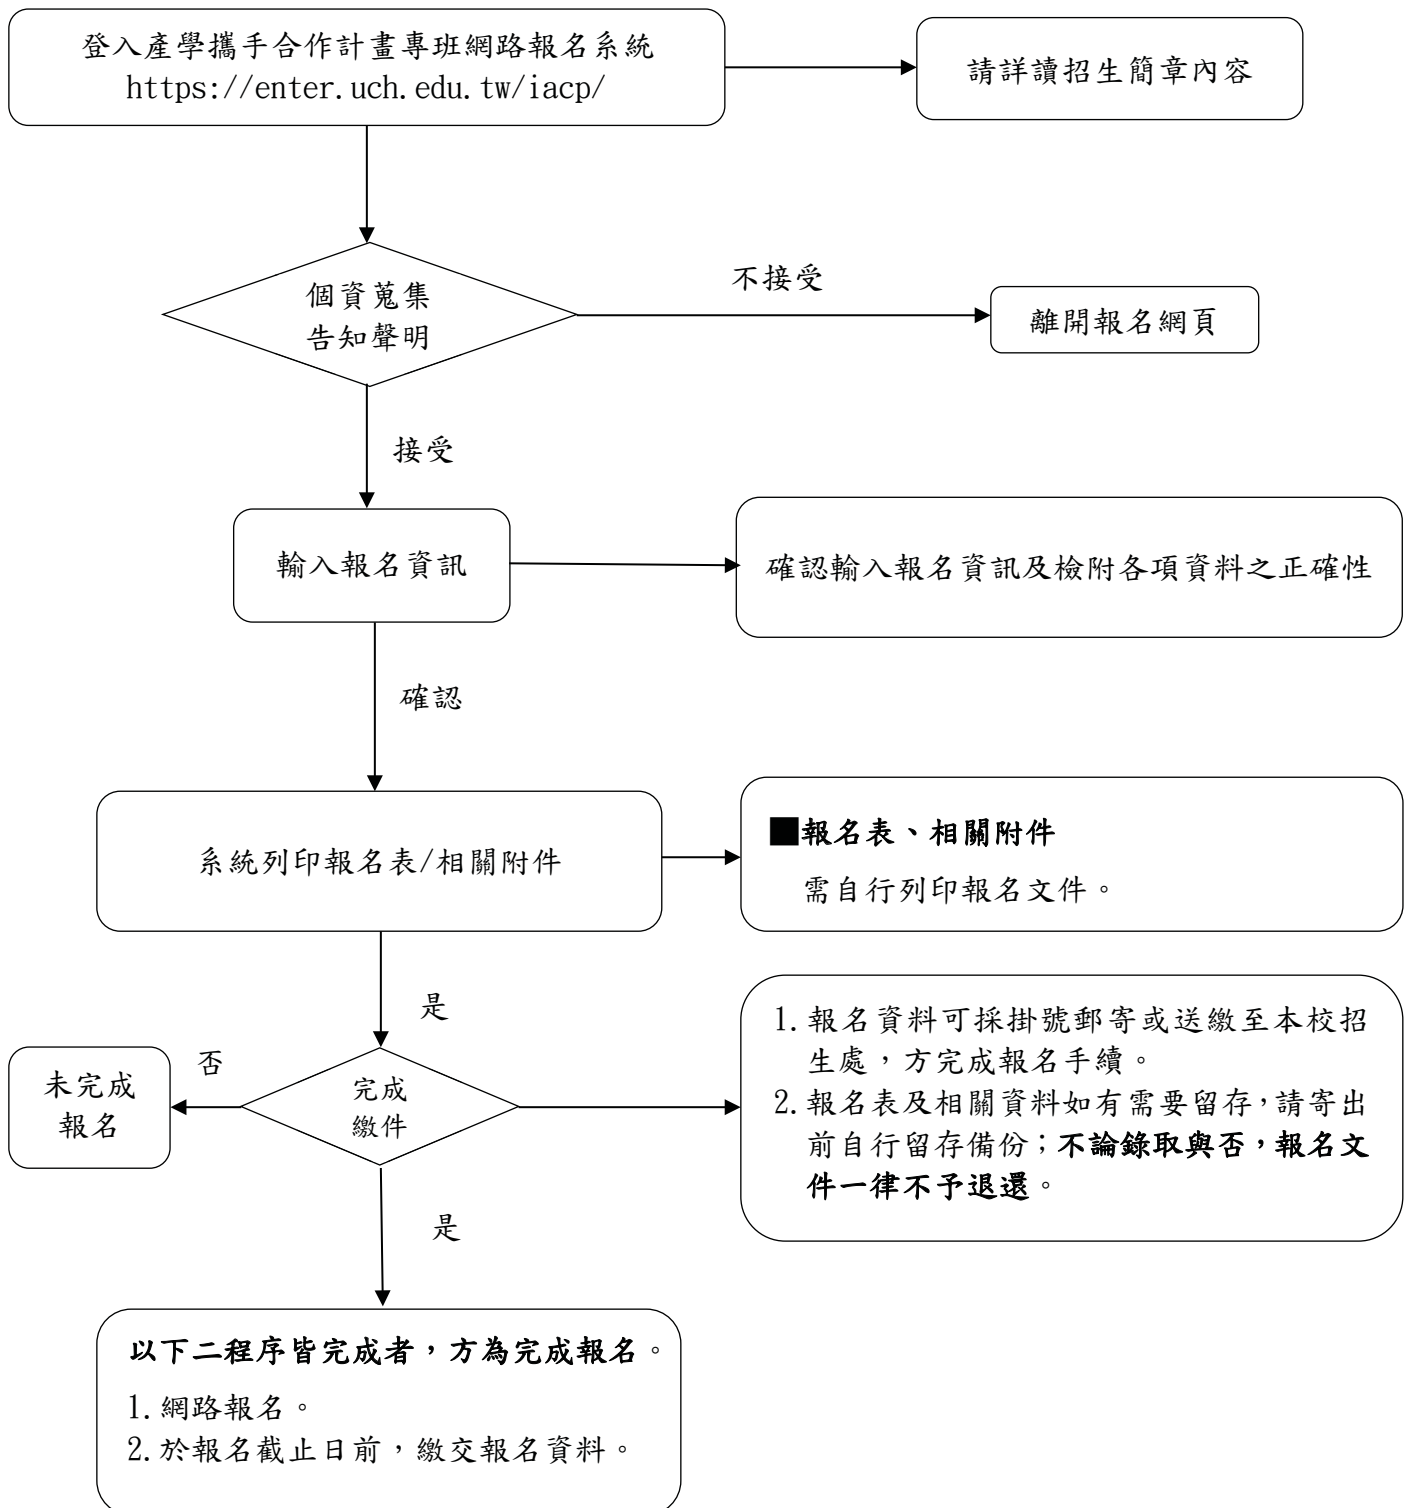 登入產學攜手合作計畫專班網路報名系統
https://enter.uch.edu.tw/iacp/
請詳讀招生簡章內容
個資蒐集
告知聲明
不接受
離開報名網頁
接受
輸入報名資訊
確認輸入報名資訊及檢附各項資料之正確性
確認
系統列印報名表/相關附件
■報名表、相關附件
需自行列印報名文件。
是
否
未完成
報名
完成
繳件
1.報名資料可採掛號郵寄或送繳至本校招
生處，方完成報名手續。
2.報名表及相關資料如有需要留存，請寄出
前自行留存備份；不論錄取與否，報名文
件一律不予退還。
是
以下二程序皆完成者，方為完成報名。
1.網路報名。
2.於報名截止日前，繳交報名資料。